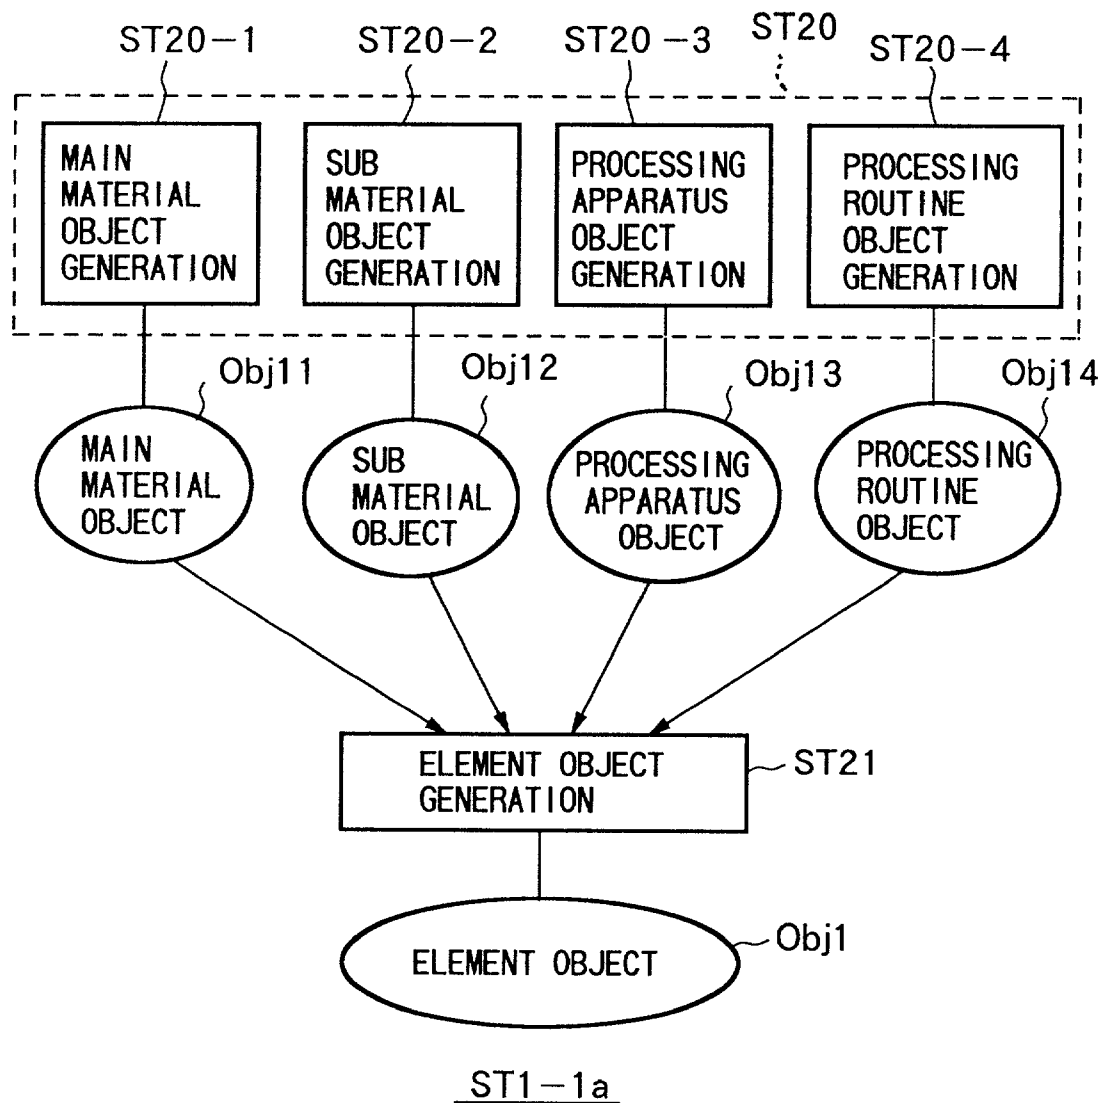 ST20-1
ST20-2
ST20-3
ST20
ST20-4
MAIN
MATERIAL
OBJECT
GENERATION
SUB
MATERIAL
OBJECT
GENERATION
PROCESSING
APPARATUS
OBJECT
GENERATION
PROCESSING
ROUTINE
OBJECT
GENERATION
Obj11
Obj12
Obj13
Obj14
MAIN
MATERIAL
OBJECT
SUB
MATERIAL
OBJECT
PROCESSING
APPARATUS
OBJECT
PROCESSING
ROUTINE
OBJECT
ELEMENT OBJECT
GENERATION
ST21
ELEMENT OBJECT
Obj1
ST1-1a